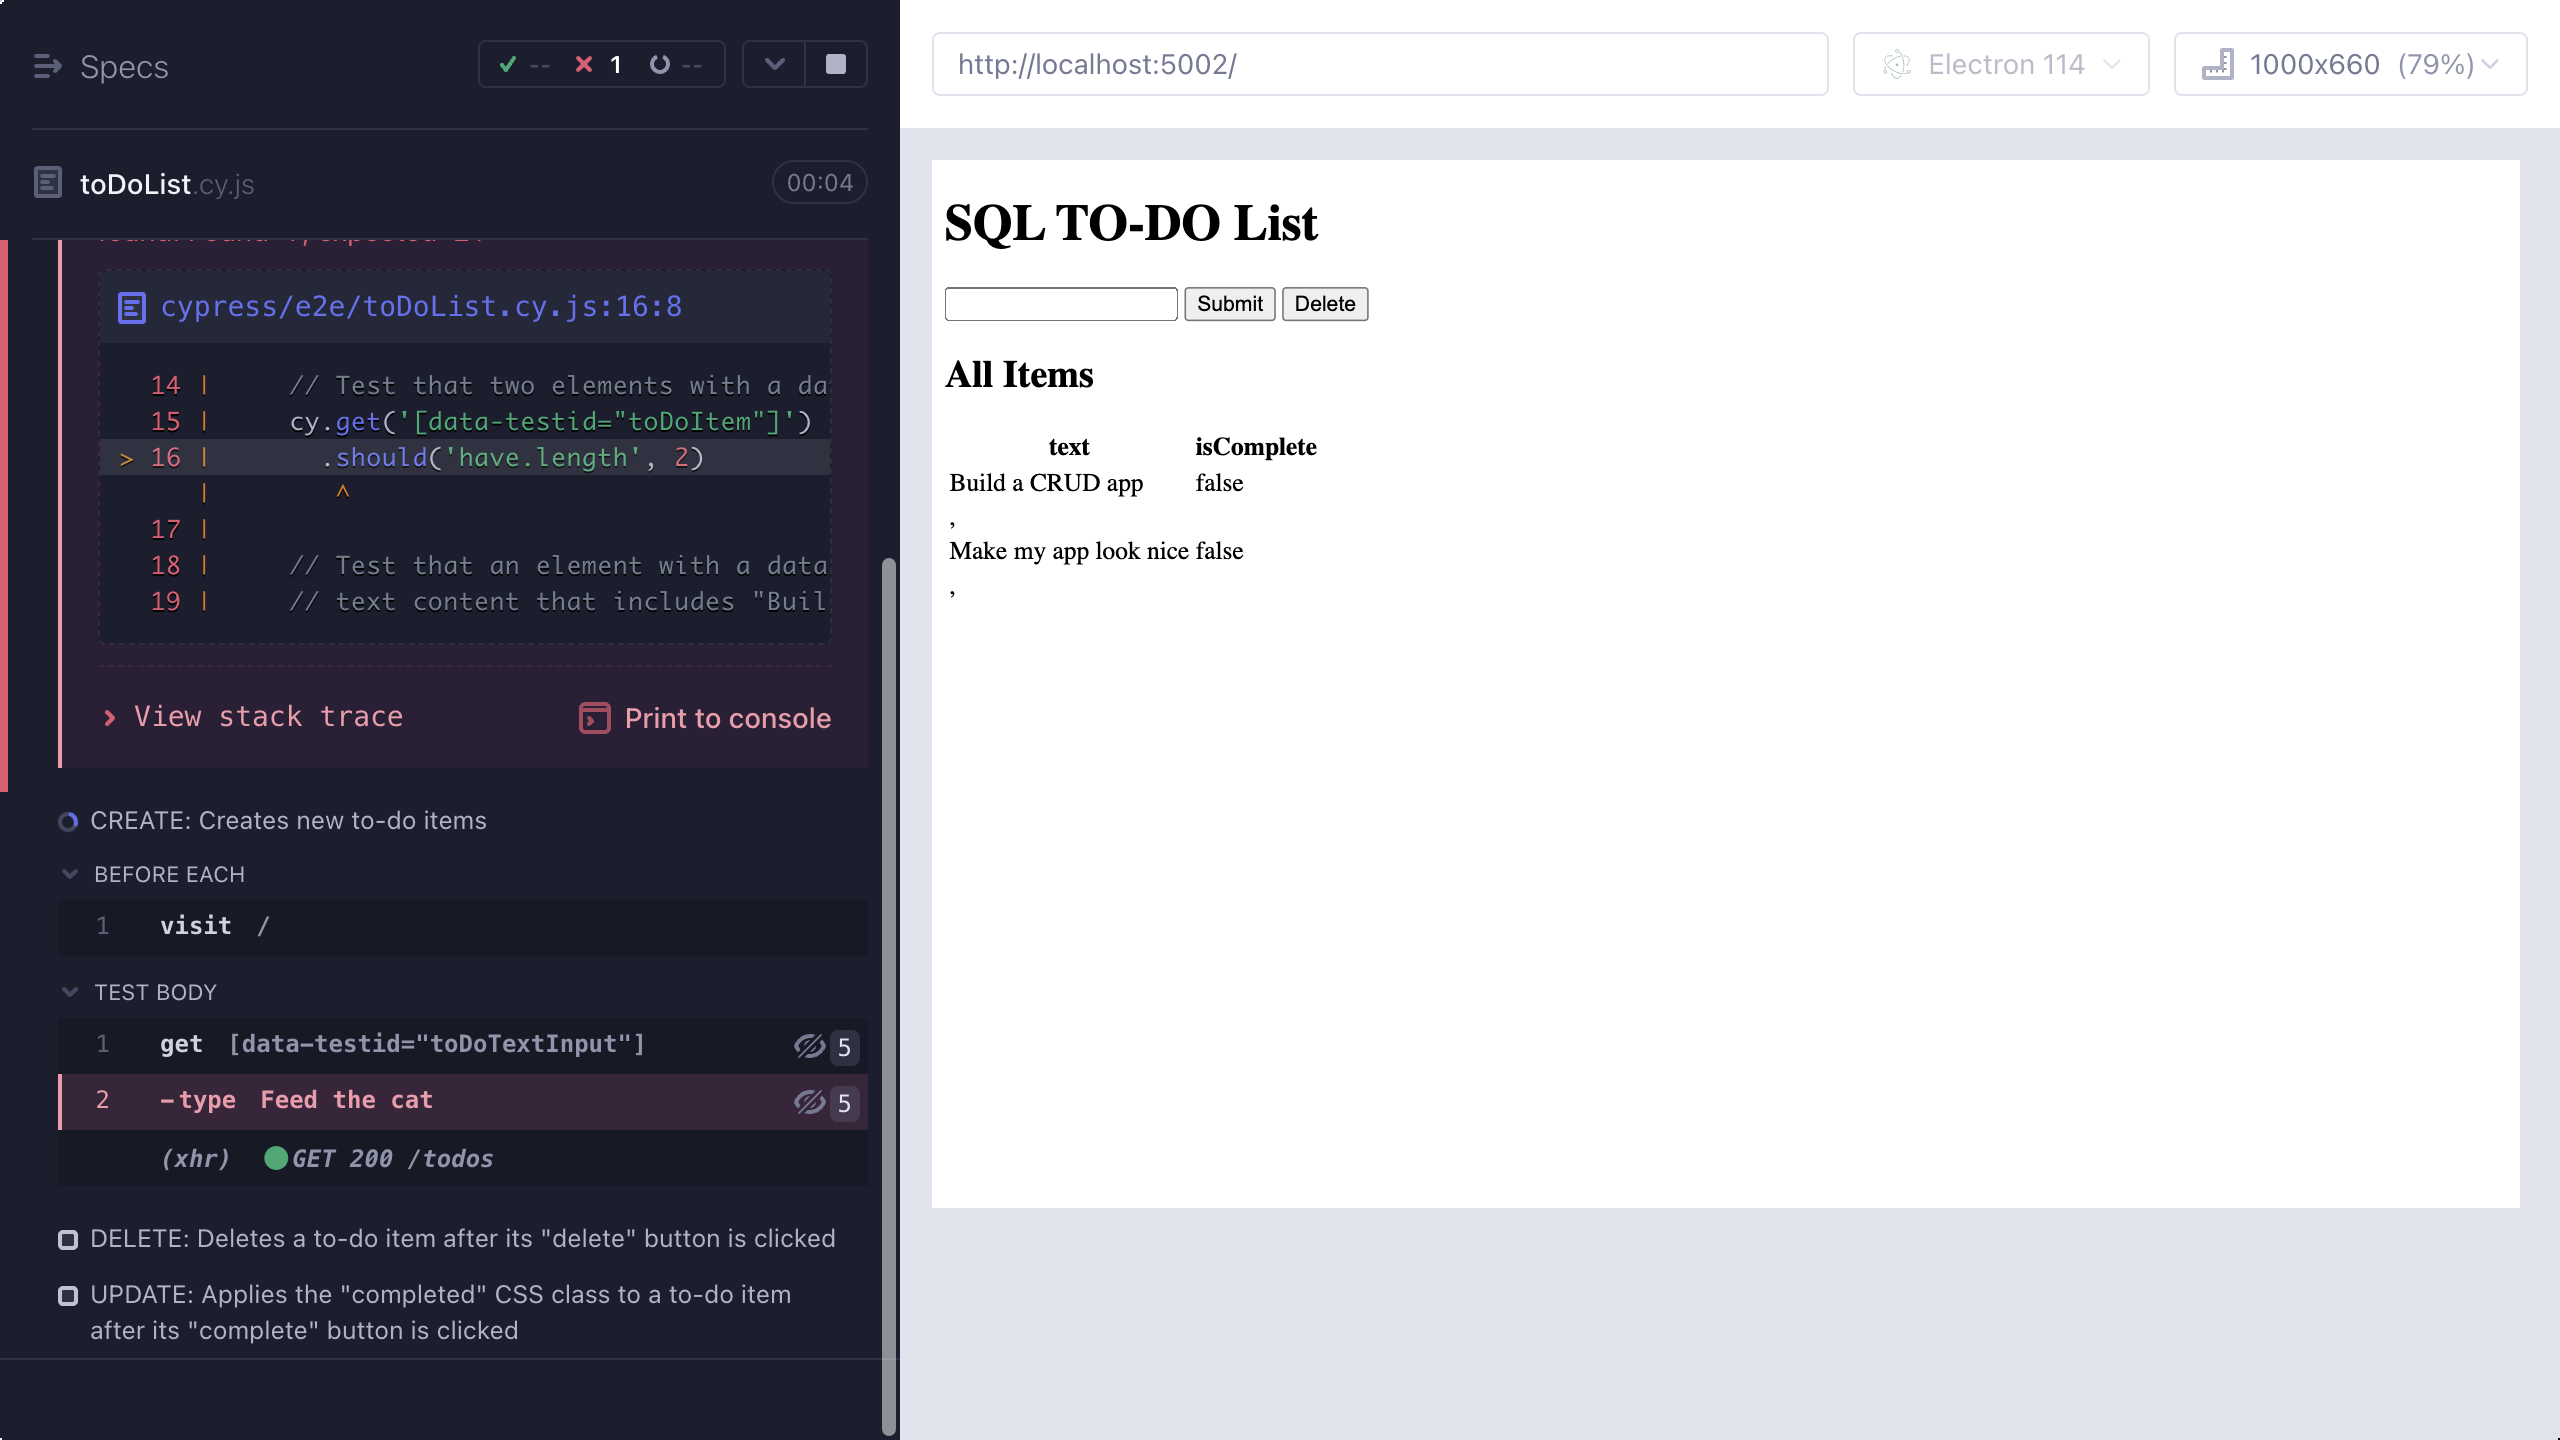 Specs
-- 1 --
toDoList.cy.js
00:04
cypress/e2e/toDoList.cy.js:16:8
14 | // Test that two elements with a da
15 | cy.get('[data-testid="toDoItem"]')
> 16 | .should('have.length', 2)
| ^
17 |
18 | // Test that an element with a data
19 | // text content that includes "Buil
View stack trace
Print to console
CREATE: Creates new to-do items
BEFORE EACH
1 visit /
TEST BODY
1 get [data-testid="toDoTextInput"] 5
2 -type Feed the cat 5
(xhr) GET 200 /todos
DELETE: Deletes a to-do item after its "delete" button is clicked
UPDATE: Applies the "completed" CSS class to a to-do item
after its "complete" button is clicked
http://localhost:5002/
Electron 114
1000x660 (79%)
SQL TO-DO List
Submit Delete
All Items
text isComplete
Build a CRUD app false
,
Make my app look nice false
,